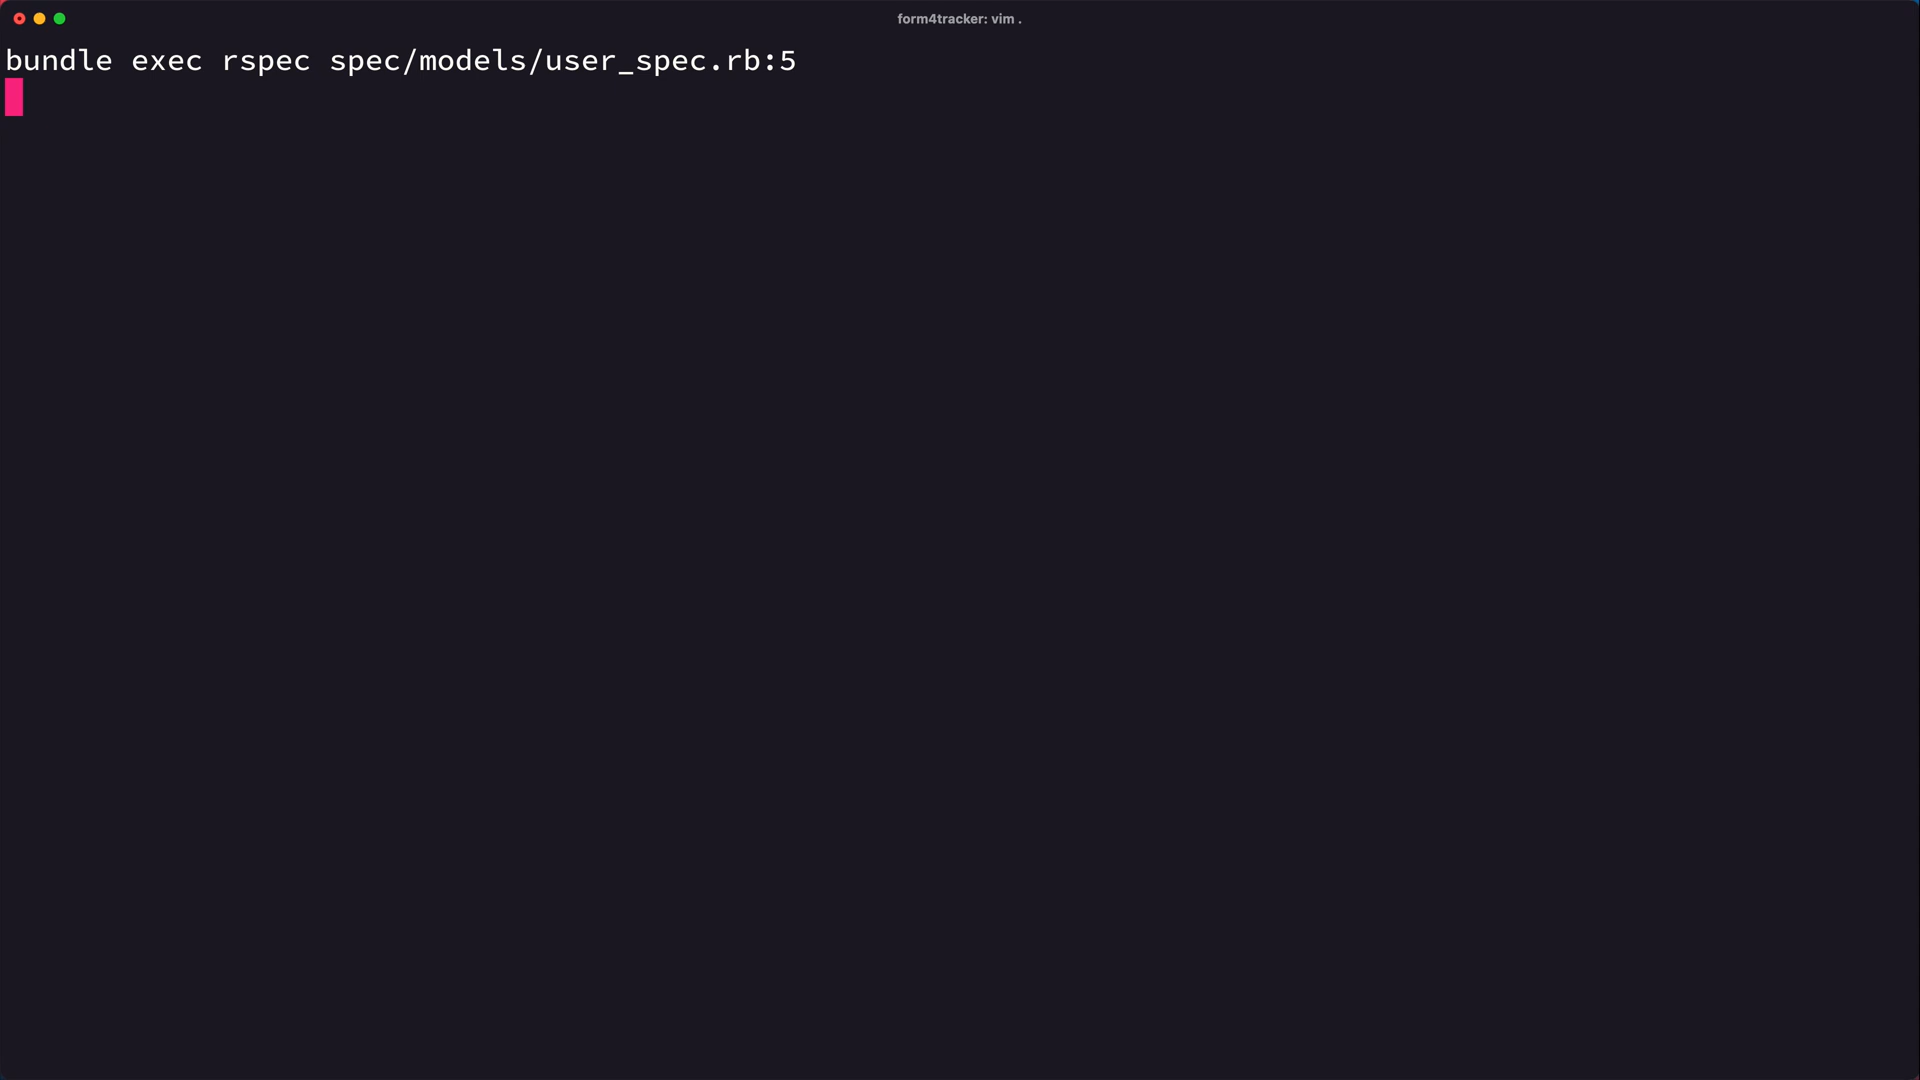 form4tracker: vim .
bundle exec rspec spec/models/user_spec.rb:5